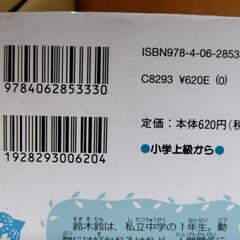 ISBN978-4-06-2853
9784062853330
C8293 ¥620E (0)
定価:本体620円(税
1928293006204
●小学上級から●
鈴木鈴は、私立中学の1年生。動